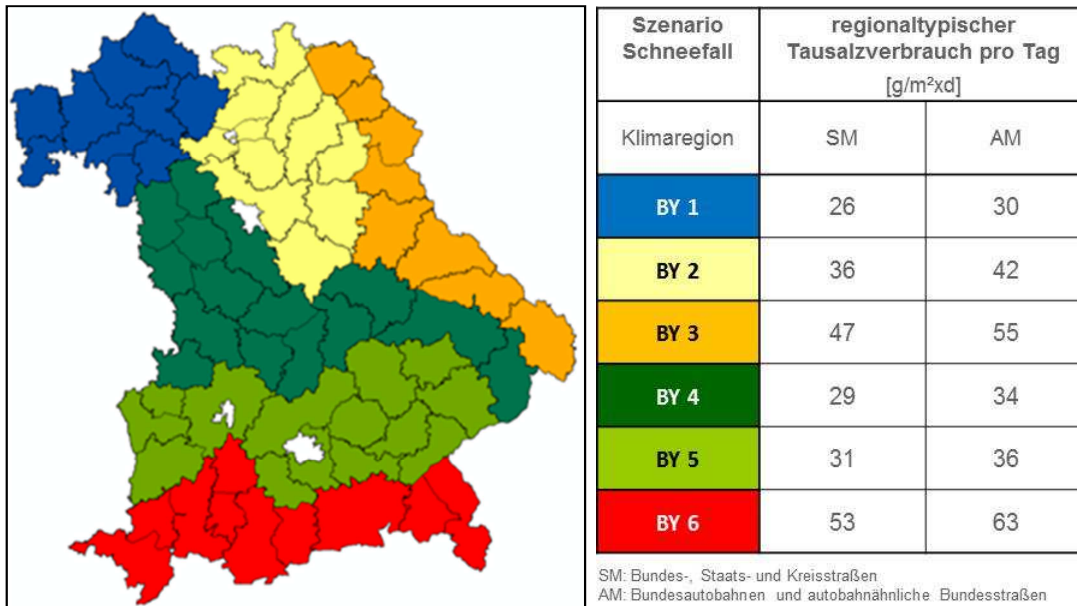 Szenario
Schneefall
regionaltypischer
Tausalzverbrauch pro Tag
[g/m²xd]
Klimaregion SM AM
BY 1 26 30
BY 2 36 42
BY 3 47 55
BY 4 29 34
BY 5 31 36
BY 6 53 63
SM: Bundes-, Staats- und Kreisstraßen
AM: Bundesautobahnen und autobahnähnliche Bundesstraßen